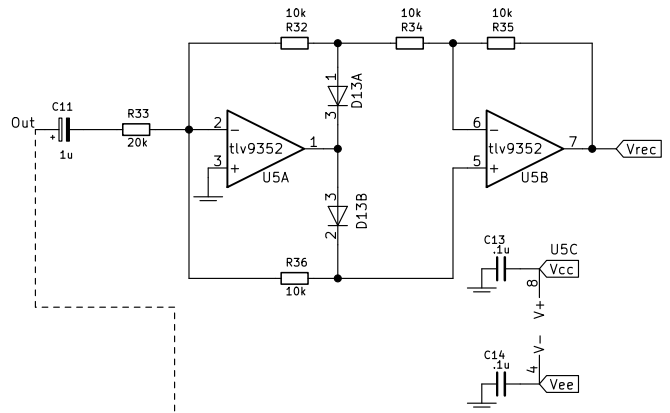 10k
R32
10k
R34
10k
R35
Out
C11
+
1u
R33
20k
1
D13A
3
2
-
tlv9352
1
3
+
U5A
6
-
tlv9352
7
Vrec
5
+
U5B
3
D13B
2
R36
10k
C13
.1u
U5C
Vcc
8
V+
C14
.1u
V-
4
Vee